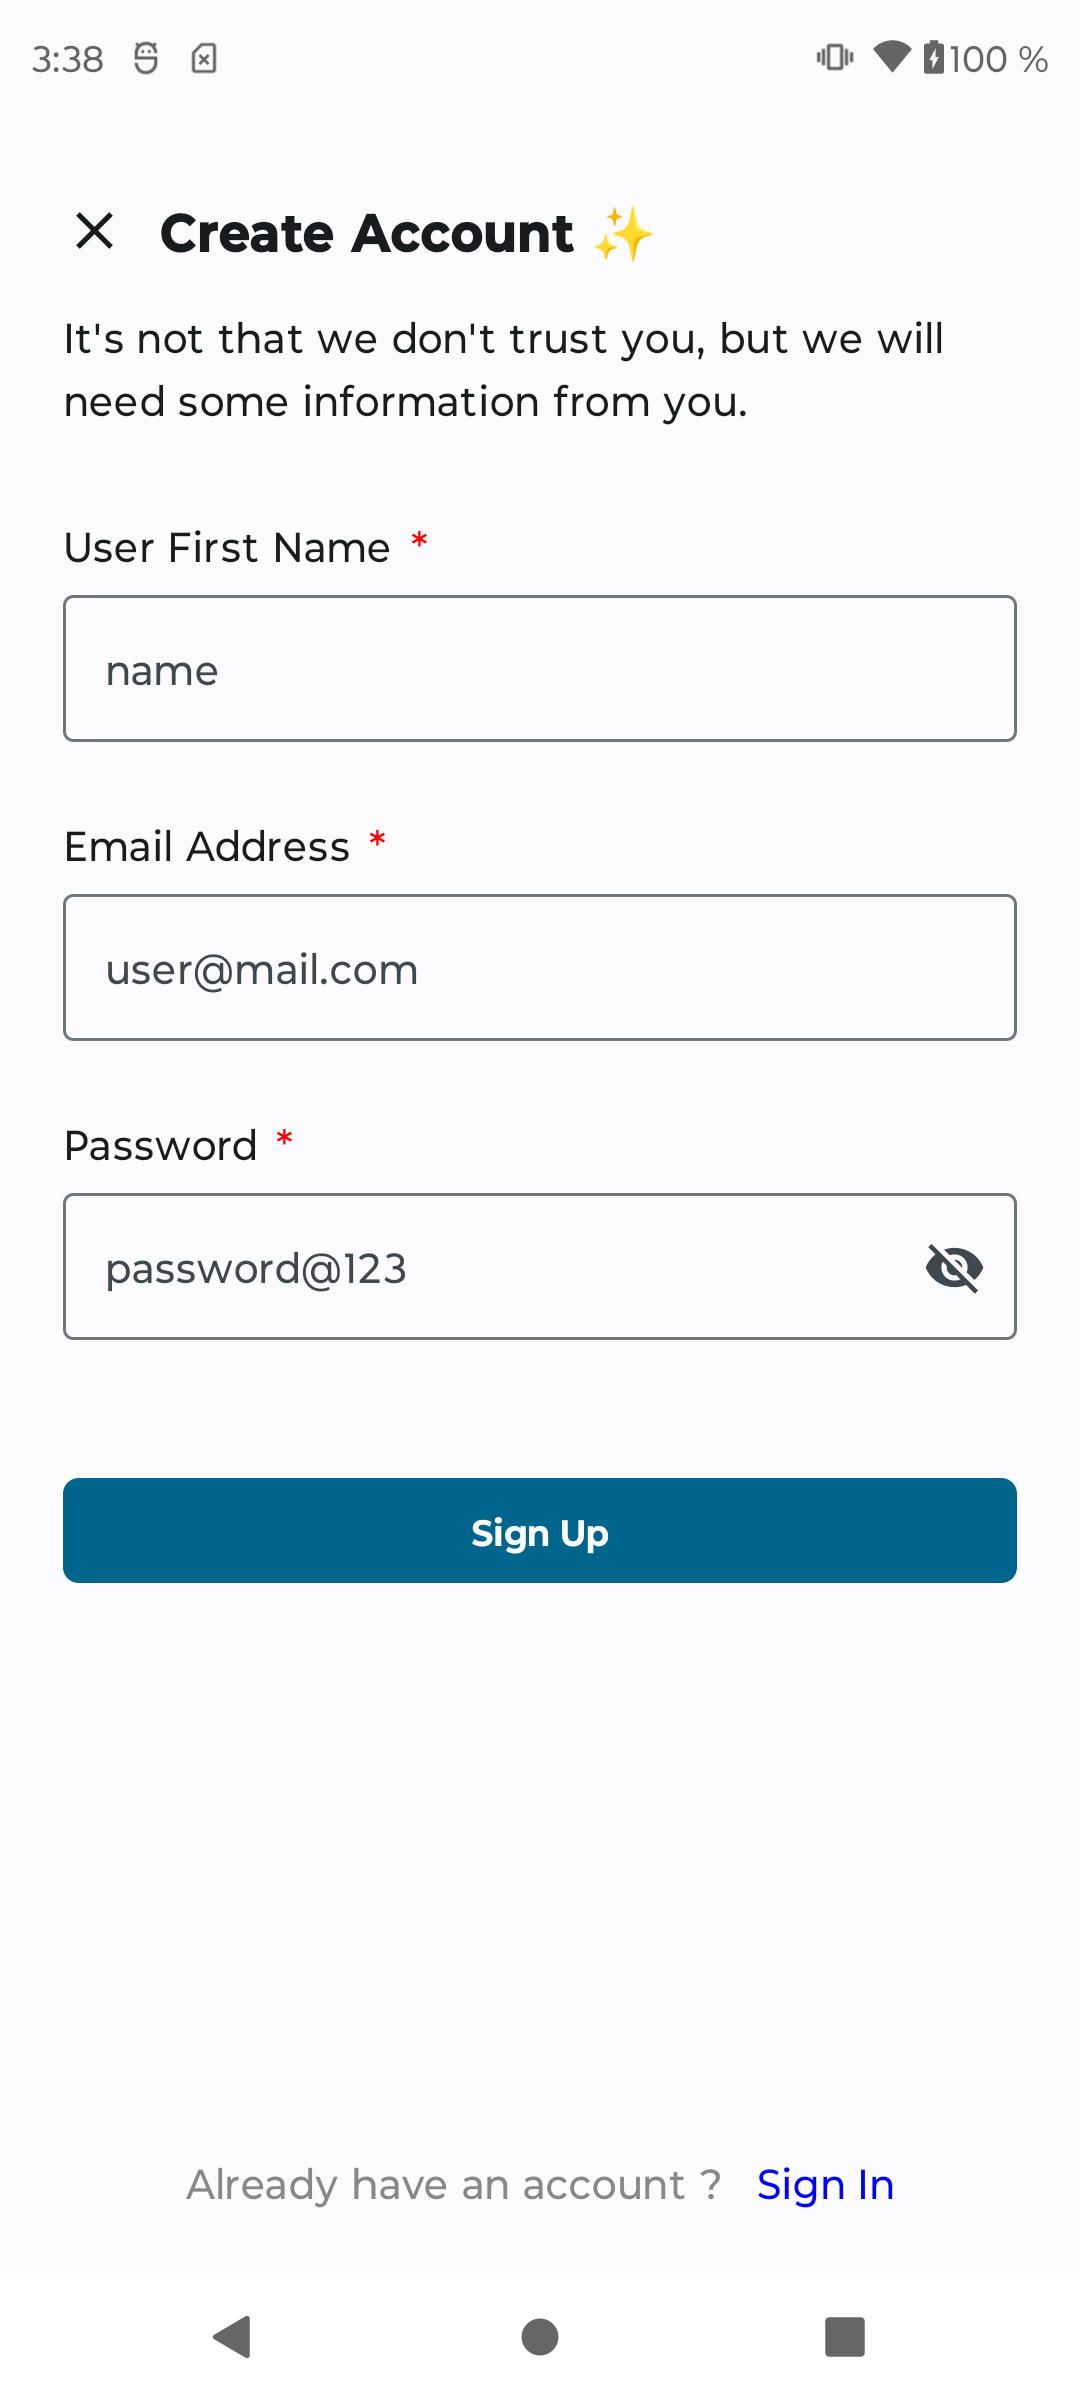 3:38
100 %
Create Account ✨
It's not that we don't trust you, but we will
need some information from you.
User First Name *
name
Email Address *
user@mail.com
Password *
password@123
Sign Up
Already have an account ? Sign In